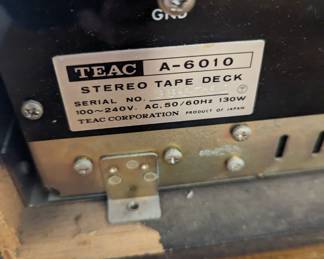 GND
TEAC A-6010
STEREO TAPE DECK
SERIAL NO.
100~240V. AC. 50/60Hz 130W
TEAC CORPORATION PRODUCT OF JAPAN